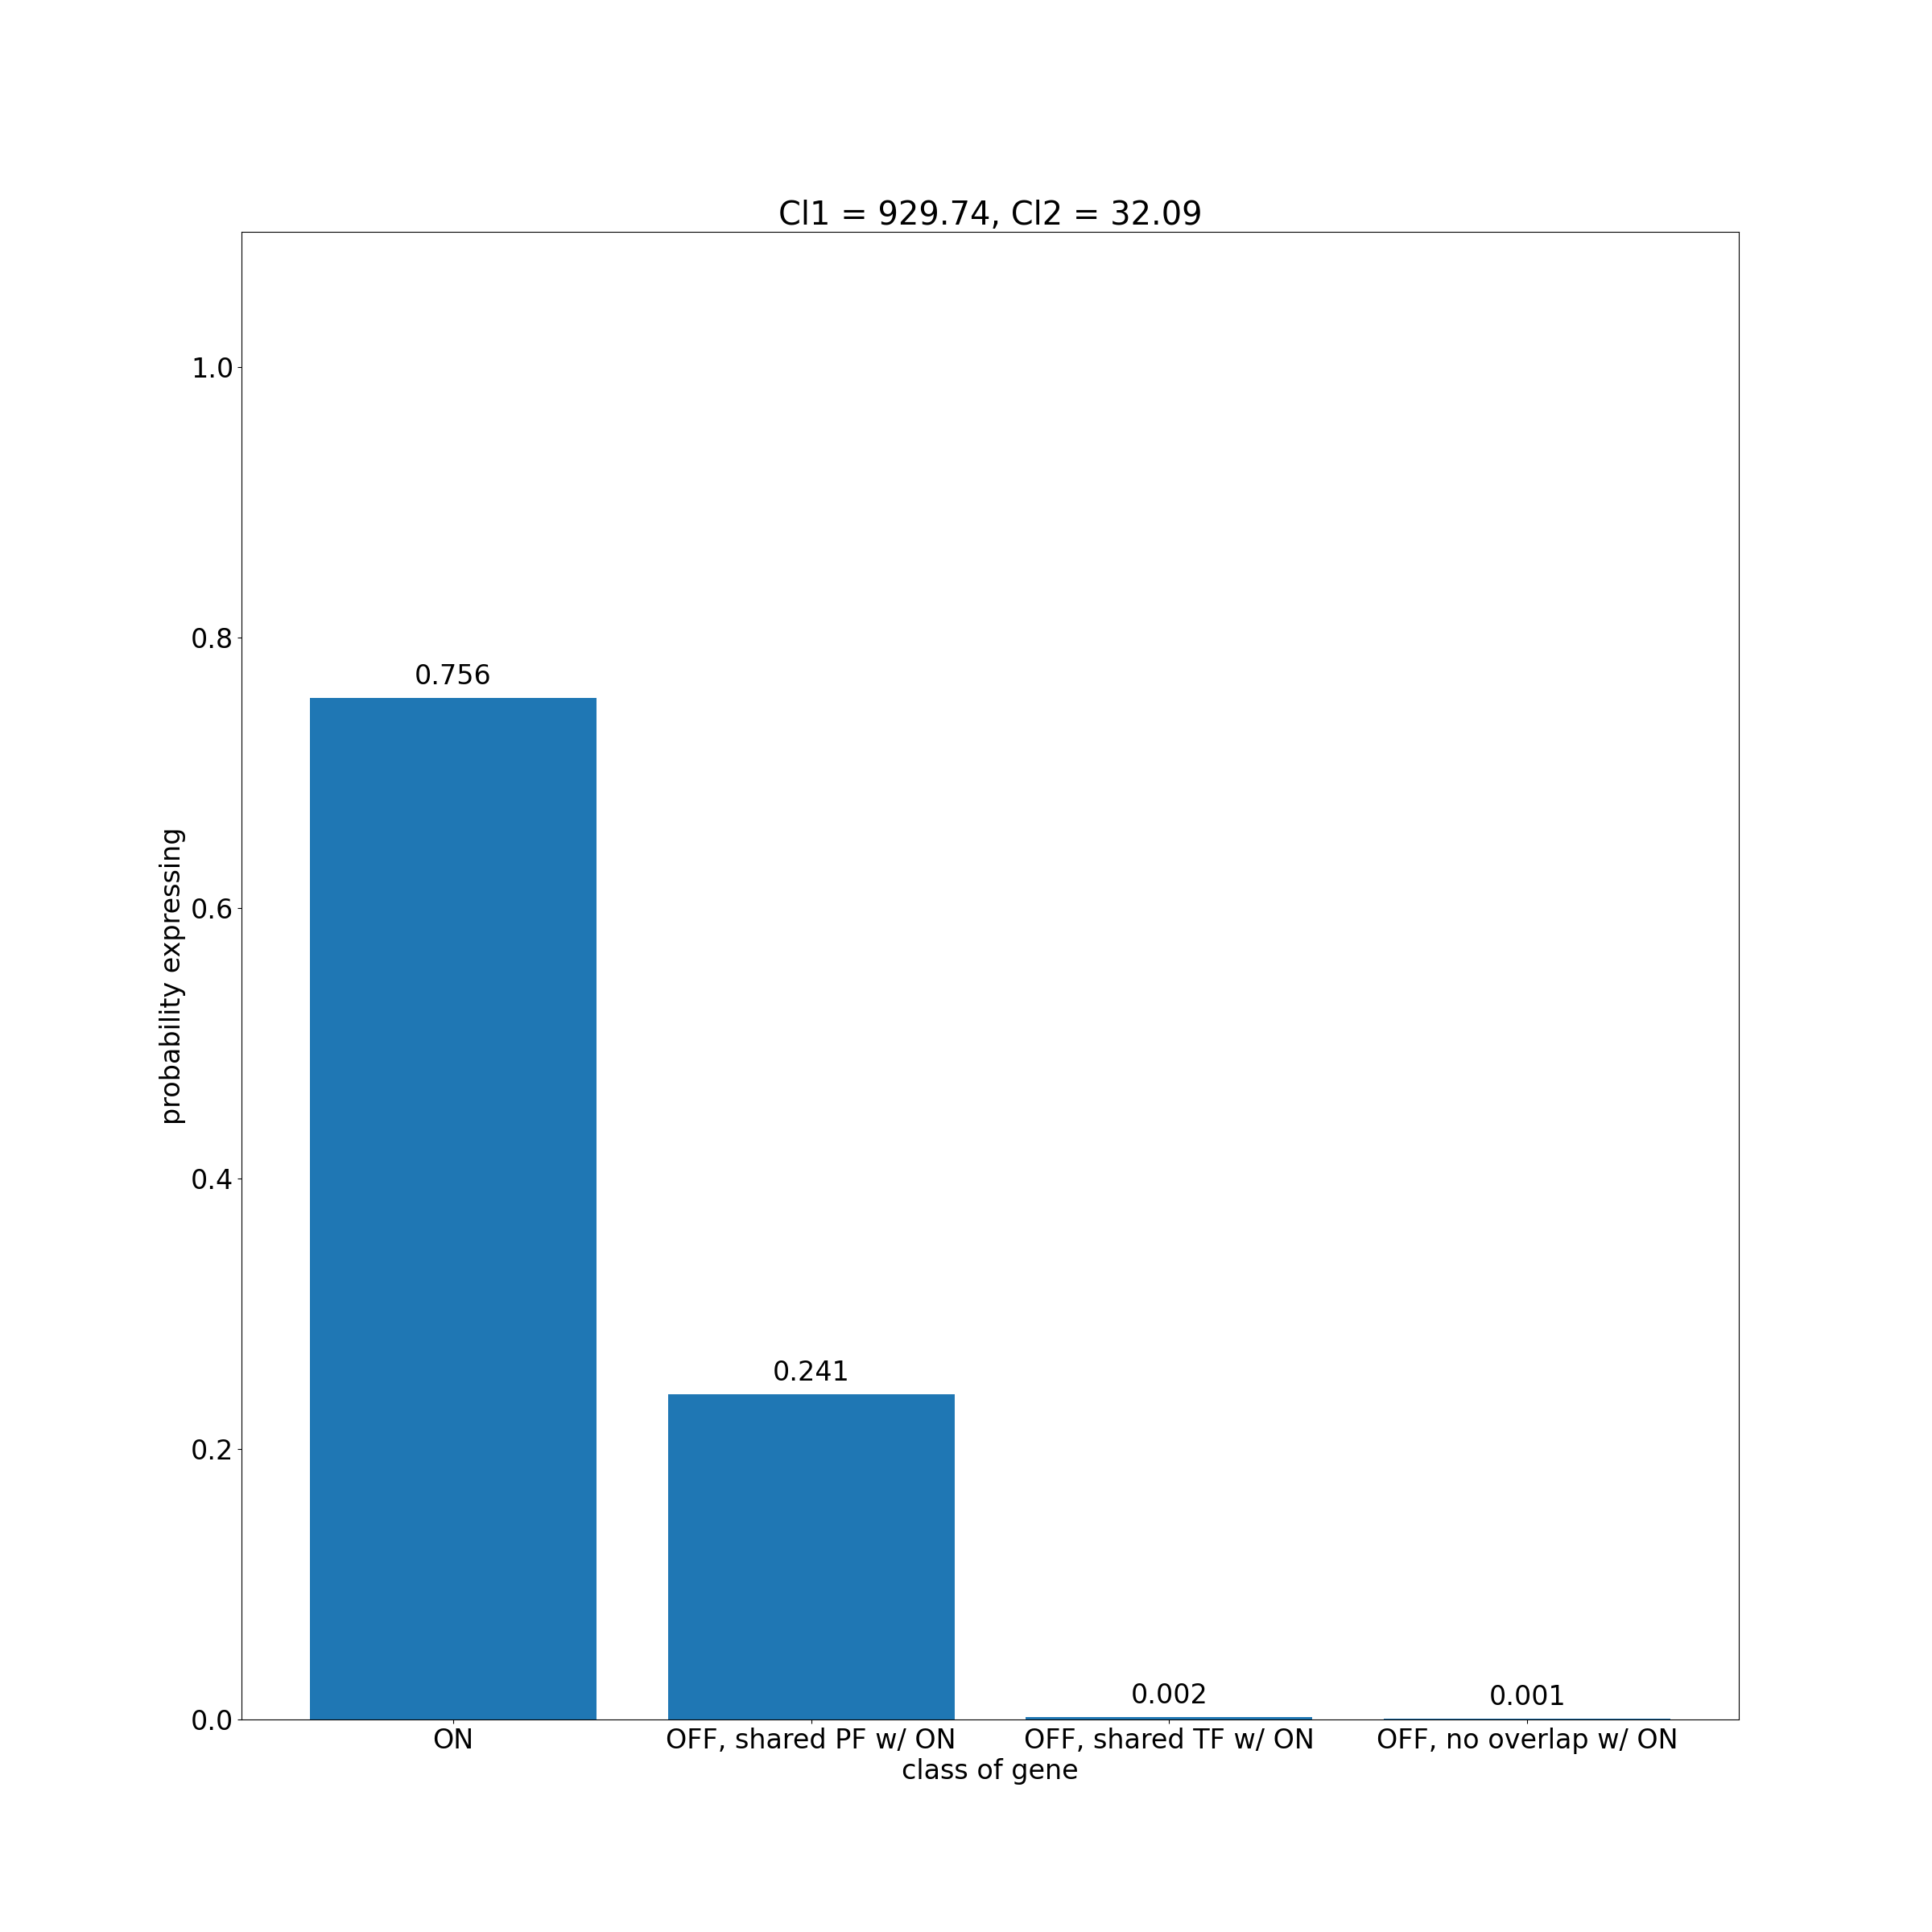 Cl1 = 929.74, Cl2 = 32.09
1.0
0.8
0.6
0.4
0.2
0.0
probability expressing
0.756
0.241
0.002
0.001
ON
OFF, shared PF w/ ON
OFF, shared TF w/ ON
OFF, no overlap w/ ON
class of gene